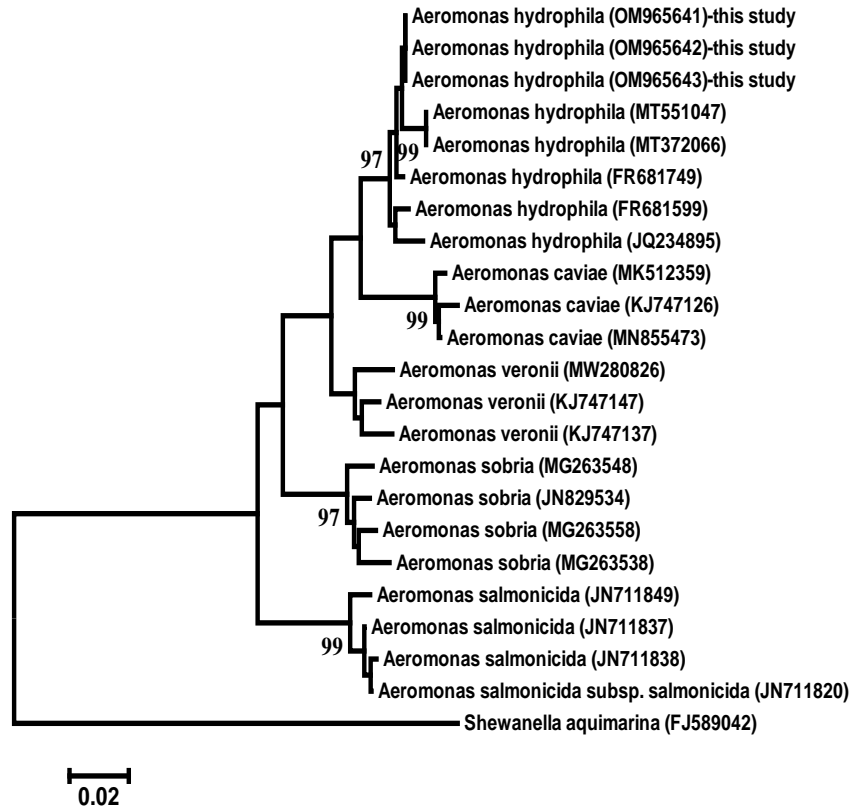 Aeromonas hydrophila (OM965641)-this study
Aeromonas hydrophila (OM965642)-this study
Aeromonas hydrophila (OM965643)-this study
Aeromonas hydrophila (MT551047)
99
Aeromonas hydrophila (MT372066)
97
Aeromonas hydrophila (FR681749)
Aeromonas hydrophila (FR681599)
Aeromonas hydrophila (JQ234895)
Aeromonas caviae (MK512359)
Aeromonas caviae (KJ747126)
99
Aeromonas caviae (MN855473)
Aeromonas veronii (MW280826)
Aeromonas veronii (KJ747147)
Aeromonas veronii (KJ747137)
Aeromonas sobria (MG263548)
Aeromonas sobria (JN829534)
97
Aeromonas sobria (MG263558)
Aeromonas sobria (MG263538)
Aeromonas salmonicida (JN711849)
Aeromonas salmonicida (JN711837)
99
Aeromonas salmonicida (JN711838)
Aeromonas salmonicida subsp. salmonicida (JN711820)
Shewanella aquimarina (FJ589042)
0.02